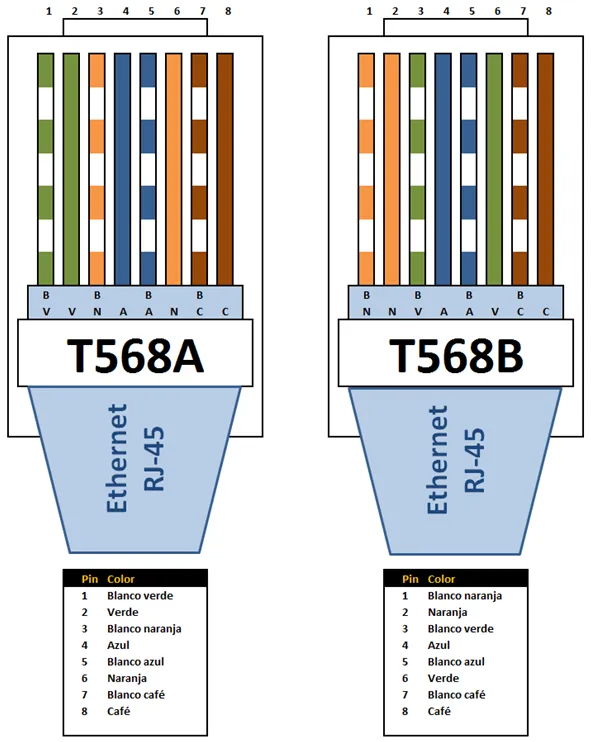 1 2 3 4 5 6 7 8
B B B B
V V N A A N C C
T568A
Ethernet
RJ-45
Pin Color
1 Blanco verde
2 Verde
3 Blanco naranja
4 Azul
5 Blanco azul
6 Naranja
7 Blanco café
8 Café
1 2 3 4 5 6 7 8
B B B B
N N V A A V C C
T568B
Ethernet
RJ-45
Pin Color
1 Blanco naranja
2 Naranja
3 Blanco verde
4 Azul
5 Blanco azul
6 Verde
7 Blanco café
8 Café